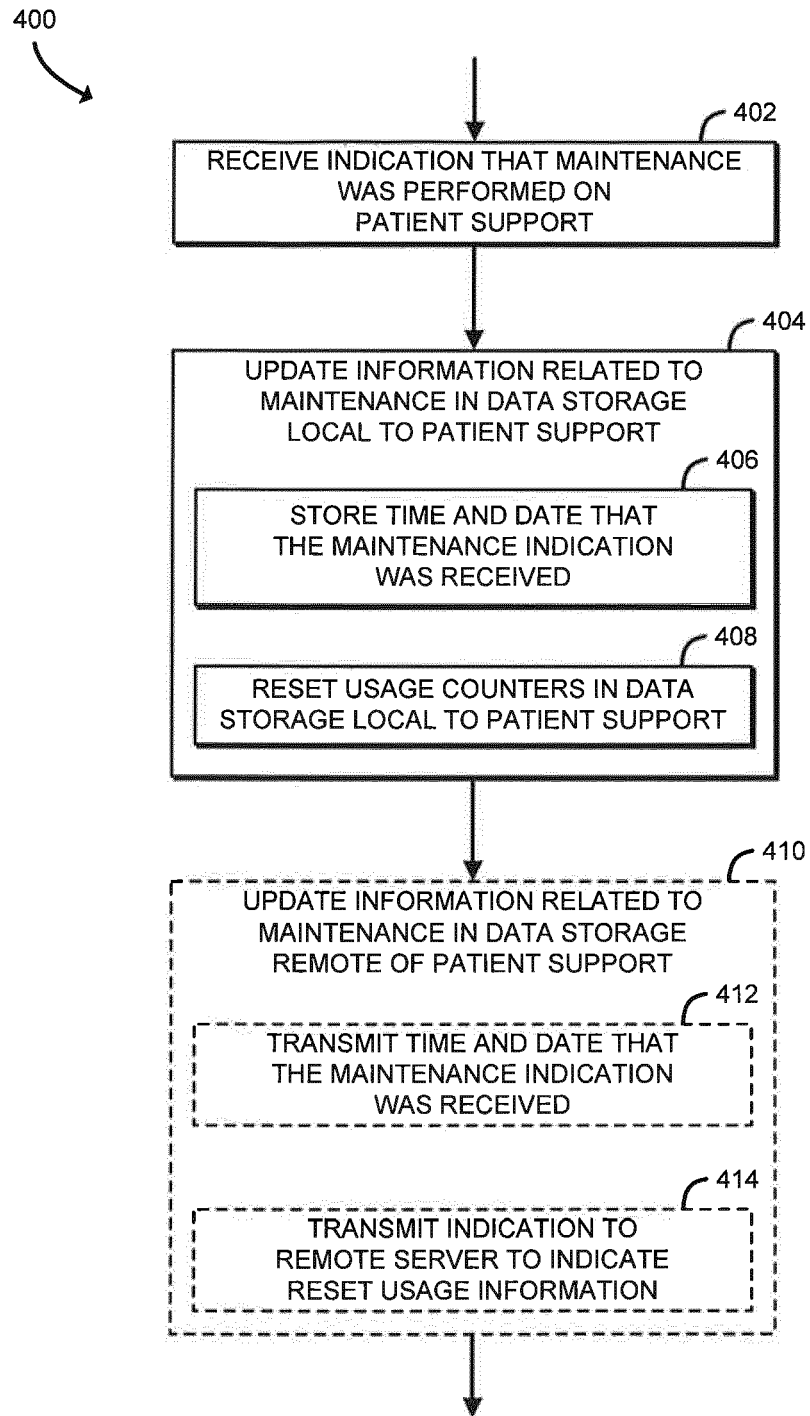 400
402
RECEIVE INDICATION THAT MAINTENANCE
WAS PERFORMED ON
PATIENT SUPPORT
404
UPDATE INFORMATION RELATED TO
MAINTENANCE IN DATA STORAGE
LOCAL TO PATIENT SUPPORT
406
STORE TIME AND DATE THAT
THE MAINTENANCE INDICATION
WAS RECEIVED
408
RESET USAGE COUNTERS IN DATA
STORAGE LOCAL TO PATIENT SUPPORT
410
UPDATE INFORMATION RELATED TO
MAINTENANCE IN DATA STORAGE
REMOTE OF PATIENT SUPPORT
412
TRANSMIT TIME AND DATE THAT
THE MAINTENANCE INDICATION
WAS RECEIVED
414
TRANSMIT INDICATION TO
REMOTE SERVER TO INDICATE
RESET USAGE INFORMATION